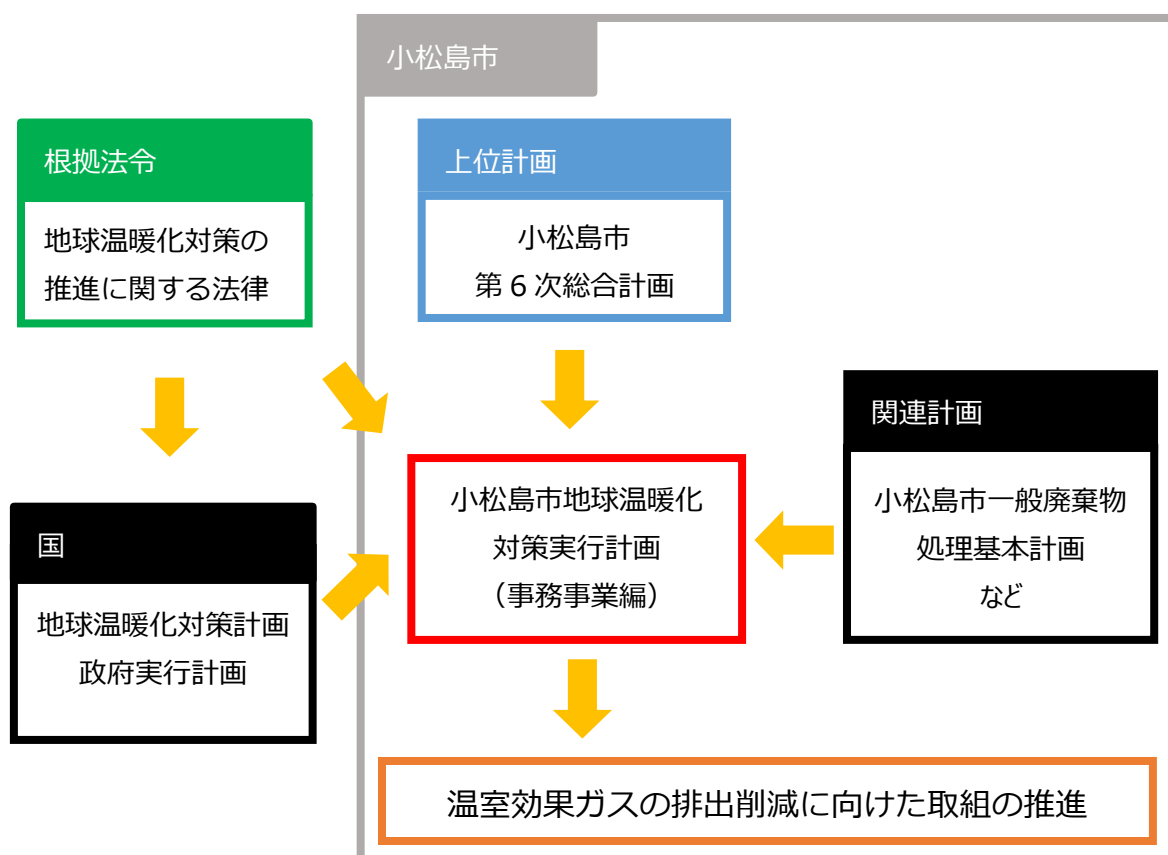 小松島市
根拠法令
地球温暖化対策の
推進に関する法律
上位計画
小松島市
第 6 次総合計画
関連計画
小松島市一般廃棄物
処理基本計画
など
国
地球温暖化対策計画
政府実行計画
小松島市地球温暖化
対策実行計画
（事務事業編）
温室効果ガスの排出削減に向けた取組の推進